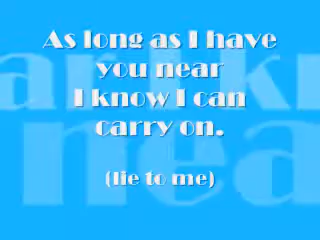 As long as I have
you near
I know I can
carry on.
(lie to me)